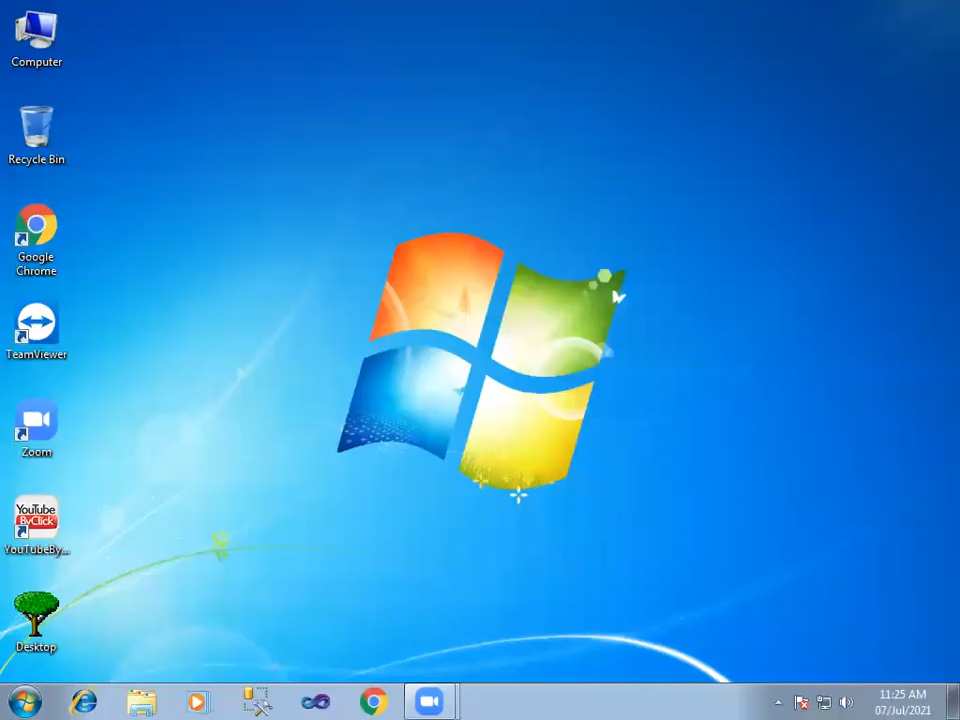 Computer
Recycle Bin
Google
Chrome
TeamViewer
Zoom
YouTube
ByClick
YouTubeBy...
Desktop
11:25 AM
07/Jul/2021